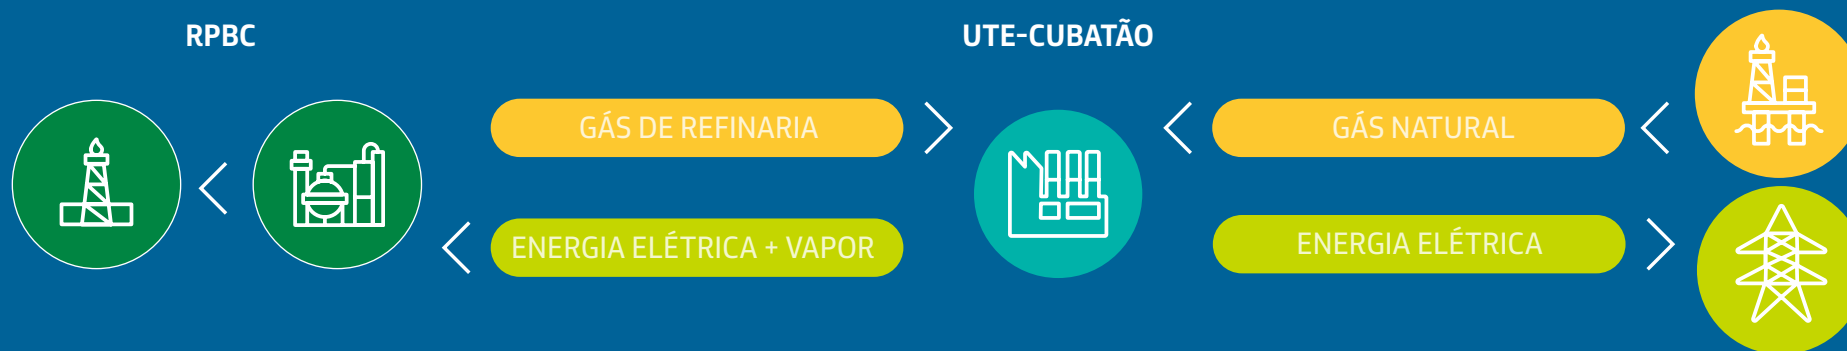 RPBC
UTE-CUBATÃO
GÁS DE REFINARIA
GÁS NATURAL
ENERGIA ELÉTRICA + VAPOR
ENERGIA ELÉTRICA